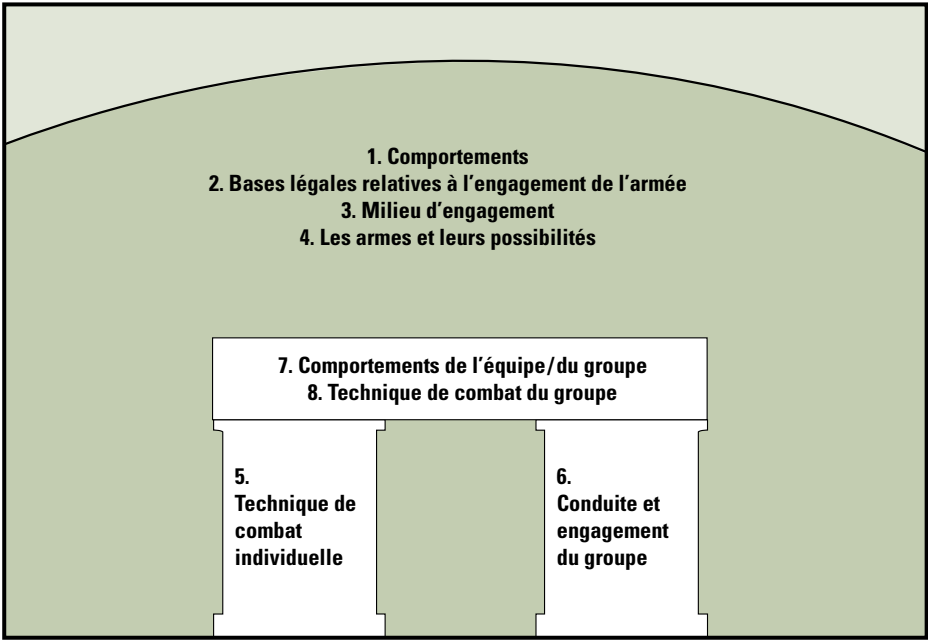 1. Comportements
2. Bases légales relatives à l’engagement de l’armée
3. Milieu d’engagement
4. Les armes et leurs possibilités
7. Comportements de l’équipe/du groupe
8. Technique de combat du groupe
5.
Technique de
combat
individuelle
6.
Conduite et
engagement
du groupe